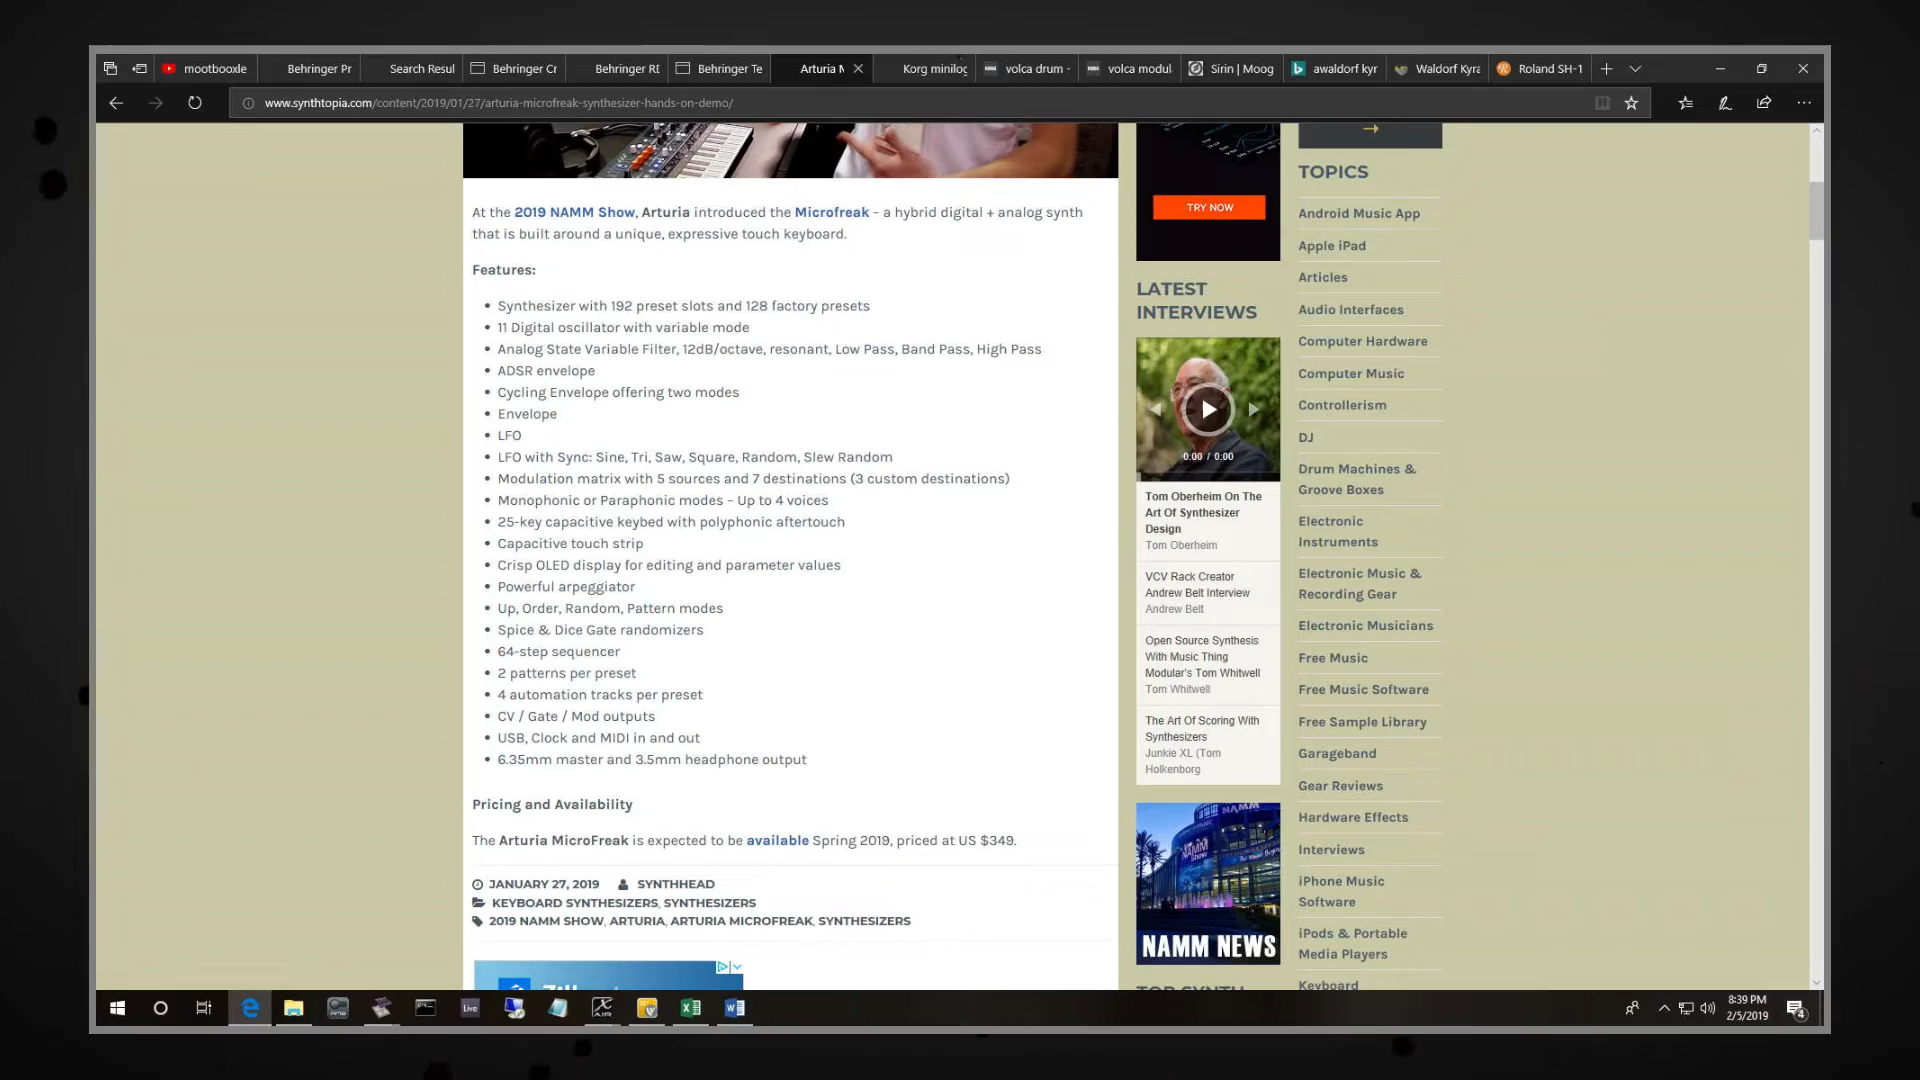 mootbooxle
Behringer Pr
Search Resul
Behringer Cr
Behringer RI
Behringer Te
Arturia M
Korg minilog
volca drum -
volca modul
Sirin | Moog
awaldorf kyr
Waldorf Kyra
Roland SH-1
www.synthtopia.com/content/2019/01/27/arturia-microfreak-synthesizer-hands-on-demo/
At the 2019 NAMM Show, Arturia introduced the Microfreak – a hybrid digital + analog synth
that is built around a unique, expressive touch keyboard.
Features:
Synthesizer with 192 preset slots and 128 factory presets
11 Digital oscillator with variable mode
Analog State Variable Filter, 12dB/octave, resonant, Low Pass, Band Pass, High Pass
ADSR envelope
Cycling Envelope offering two modes
Envelope
LFO
LFO with Sync: Sine, Tri, Saw, Square, Random, Slew Random
Modulation matrix with 5 sources and 7 destinations (3 custom destinations)
Monophonic or Paraphonic modes – Up to 4 voices
25-key capacitive keybed with polyphonic aftertouch
Capacitive touch strip
Crisp OLED display for editing and parameter values
Powerful arpeggiator
Up, Order, Random, Pattern modes
Spice & Dice Gate randomizers
64-step sequencer
2 patterns per preset
4 automation tracks per preset
CV / Gate / Mod outputs
USB, Clock and MIDI in and out
6.35mm master and 3.5mm headphone output
Pricing and Availability
The Arturia MicroFreak is expected to be available Spring 2019, priced at US $349.
JANUARY 27, 2019 SYNTHHEAD
KEYBOARD SYNTHESIZERS, SYNTHESIZERS
2019 NAMM SHOW, ARTURIA, ARTURIA MICROFREAK, SYNTHESIZERS
TRY NOW
LATEST
INTERVIEWS
0:00 / 0:00
Tom Oberheim On The
Art Of Synthesizer
Design
Tom Oberheim
VCV Rack Creator
Andrew Belt Interview
Andrew Belt
Open Source Synthesis
With Music Thing
Modular's Tom Whitwell
Tom Whitwell
The Art Of Scoring With
Synthesizers
Junkie XL (Tom
Holkenborg
NAMM NEWS
TOP SYNTH
TOPICS
Android Music App
Apple iPad
Articles
Audio Interfaces
Computer Hardware
Computer Music
Controllerism
DJ
Drum Machines &
Groove Boxes
Electronic
Instruments
Electronic Music &
Recording Gear
Electronic Musicians
Free Music
Free Music Software
Free Sample Library
Garageband
Gear Reviews
Hardware Effects
Interviews
iPhone Music
Software
iPods & Portable
Media Players
Keyboard
Live
8:39 PM
2/5/2019
4